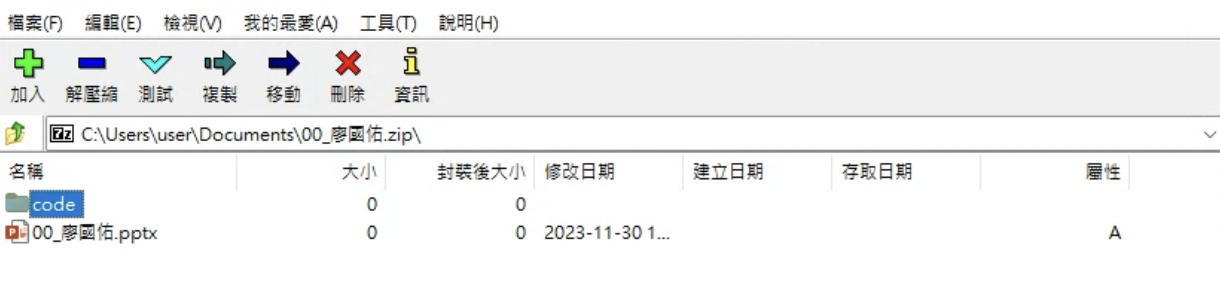 檔案(F) 編輯(E) 檢視(V) 我的最愛(A) 工具(T) 說明(H)
加入 解壓縮 測試 複製 移動 刪除 資訊
7z C:\Users\user\Documents\00_廖國佑.zip\
名稱 大小 封裝後大小 修改日期 建立日期 存取日期 屬性
code 0 0
00_廖國佑.pptx 0 0 2023-11-30 1... A